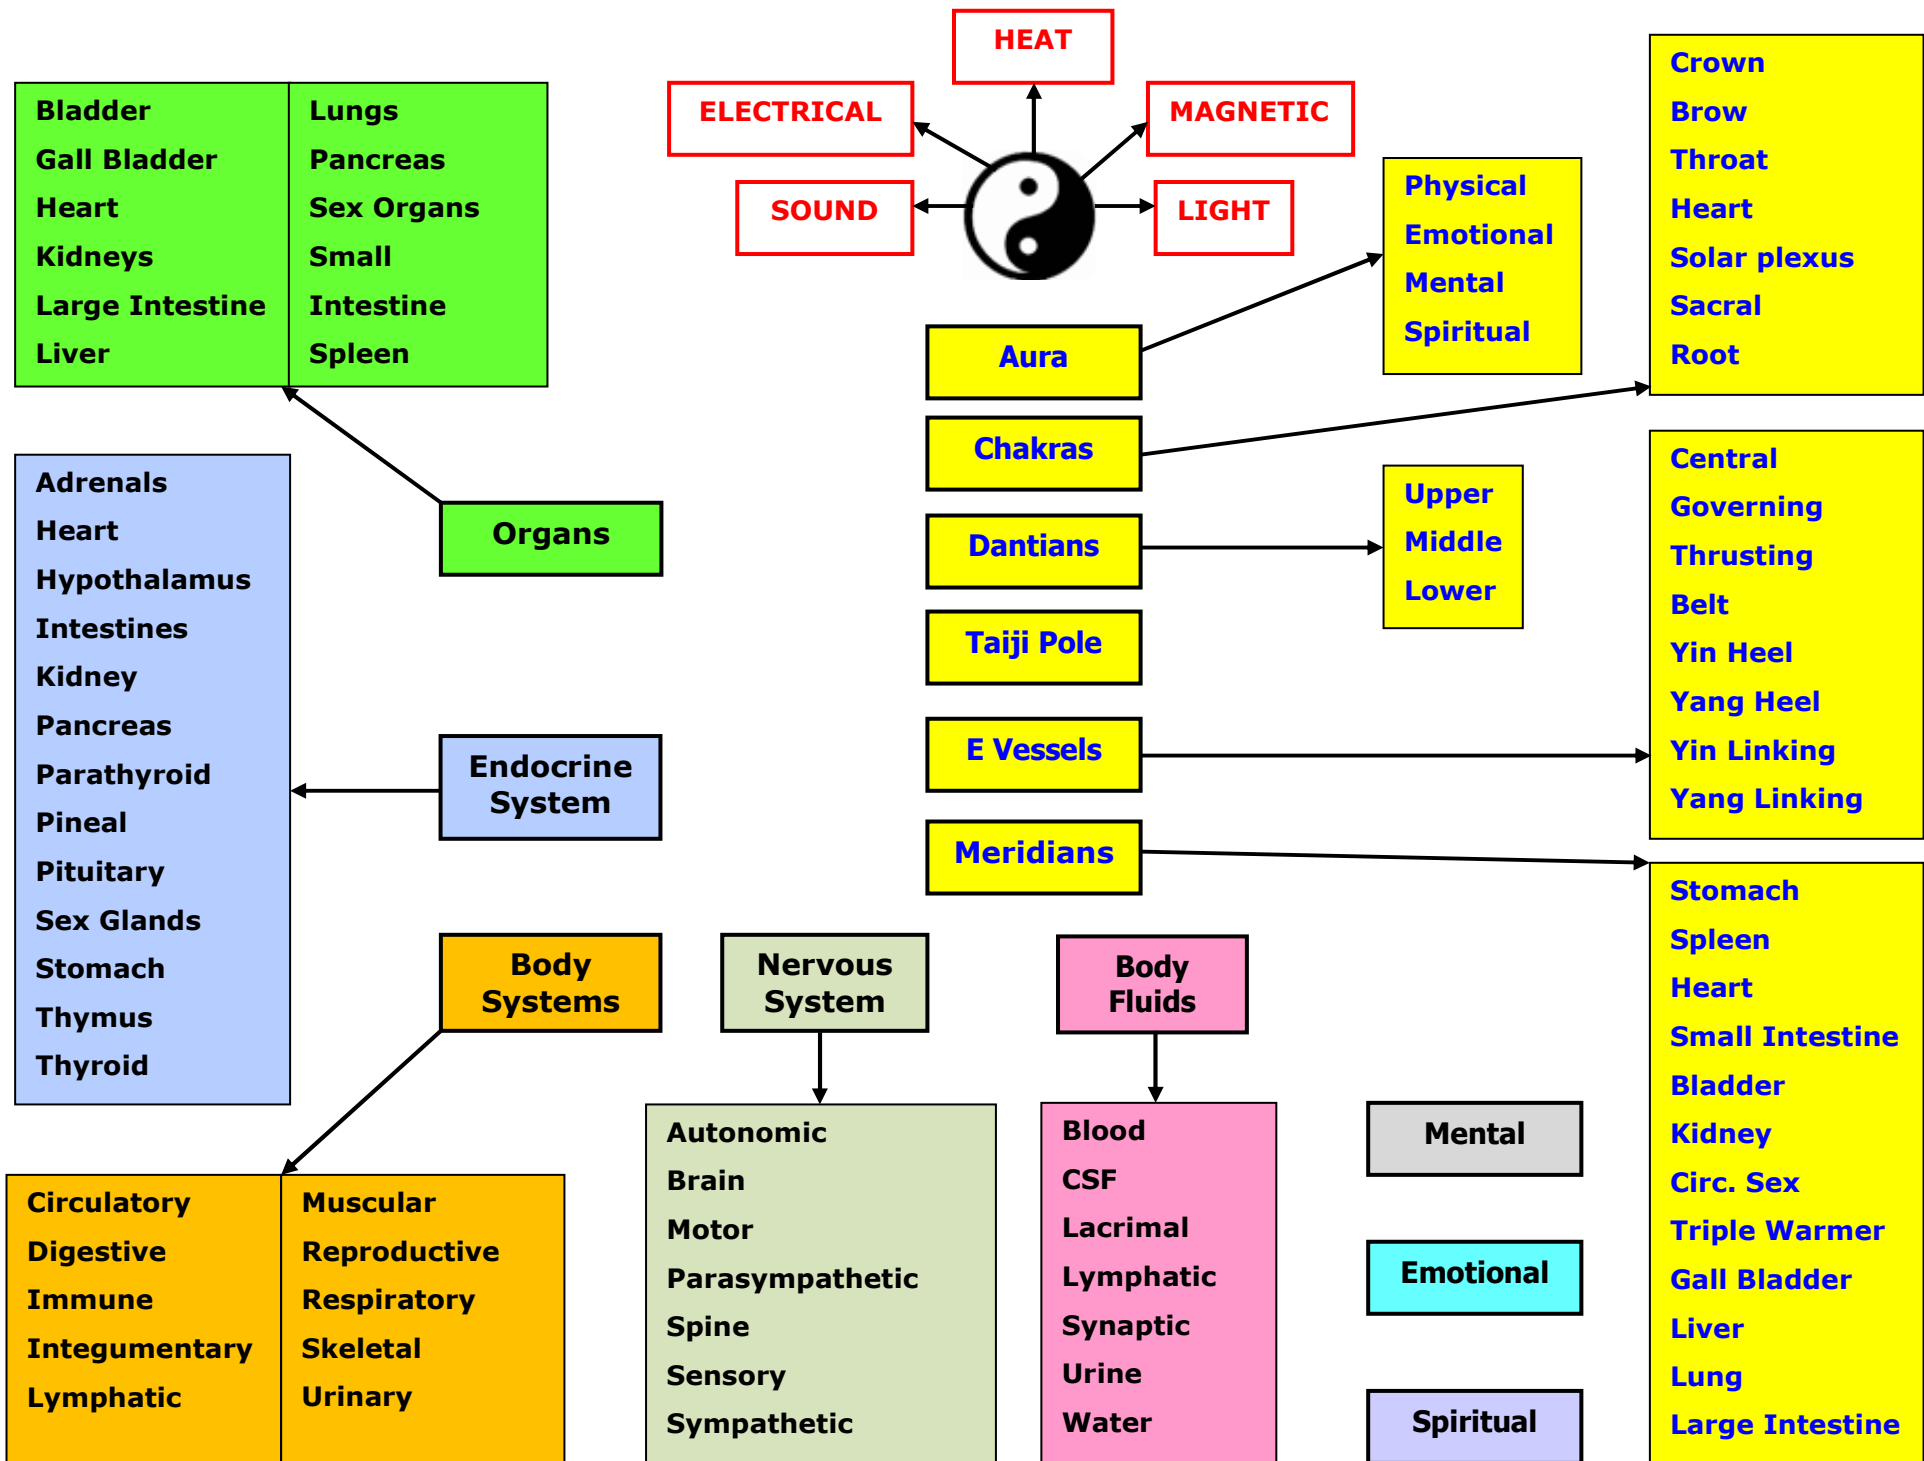 HEAT
ELECTRICAL
MAGNETIC
SOUND
LIGHT
Bladder
Gall Bladder
Heart
Kidneys
Large Intestine
Liver
Lungs
Pancreas
Sex Organs
Small
Intestine
Spleen
Organs
Adrenals
Heart
Hypothalamus
Intestines
Kidney
Pancreas
Parathyroid
Pineal
Pituitary
Sex Glands
Stomach
Thymus
Thyroid
Endocrine
System
Body
Systems
Circulatory
Digestive
Immune
Integumentary
Lymphatic
Muscular
Reproductive
Respiratory
Skeletal
Urinary
Nervous
System
Autonomic
Brain
Motor
Parasympathetic
Spine
Sensory
Sympathetic
Body
Fluids
Blood
CSF
Lacrimal
Lymphatic
Synaptic
Urine
Water
Aura
Chakras
Dantians
Taiji Pole
E Vessels
Meridians
Physical
Emotional
Mental
Spiritual
Upper
Middle
Lower
Crown
Brow
Throat
Heart
Solar plexus
Sacral
Root
Central
Governing
Thrusting
Belt
Yin Heel
Yang Heel
Yin Linking
Yang Linking
Stomach
Spleen
Heart
Small Intestine
Bladder
Kidney
Circ. Sex
Triple Warmer
Gall Bladder
Liver
Lung
Large Intestine
Mental
Emotional
Spiritual